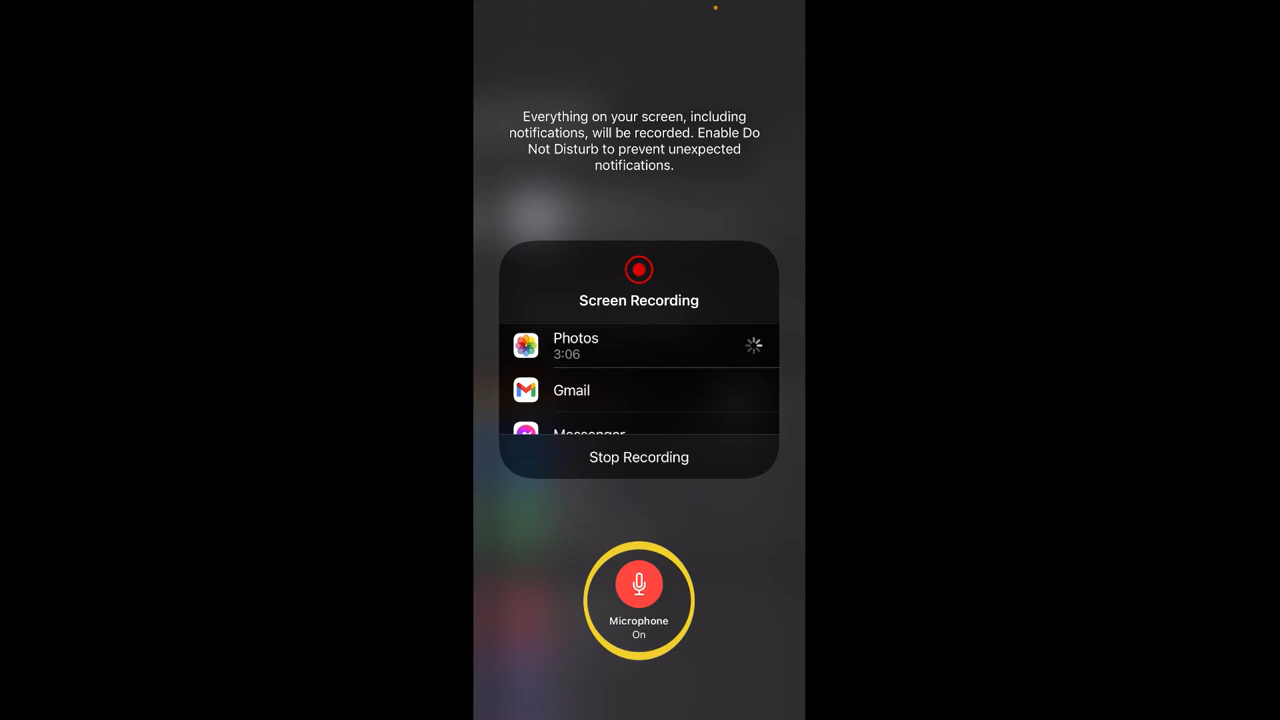 Everything on your screen, including
notifications, will be recorded. Enable Do
Not Disturb to prevent unexpected
notifications.
Screen Recording
Photos
3:06
Gmail
Messenger
Stop Recording
Microphone
On